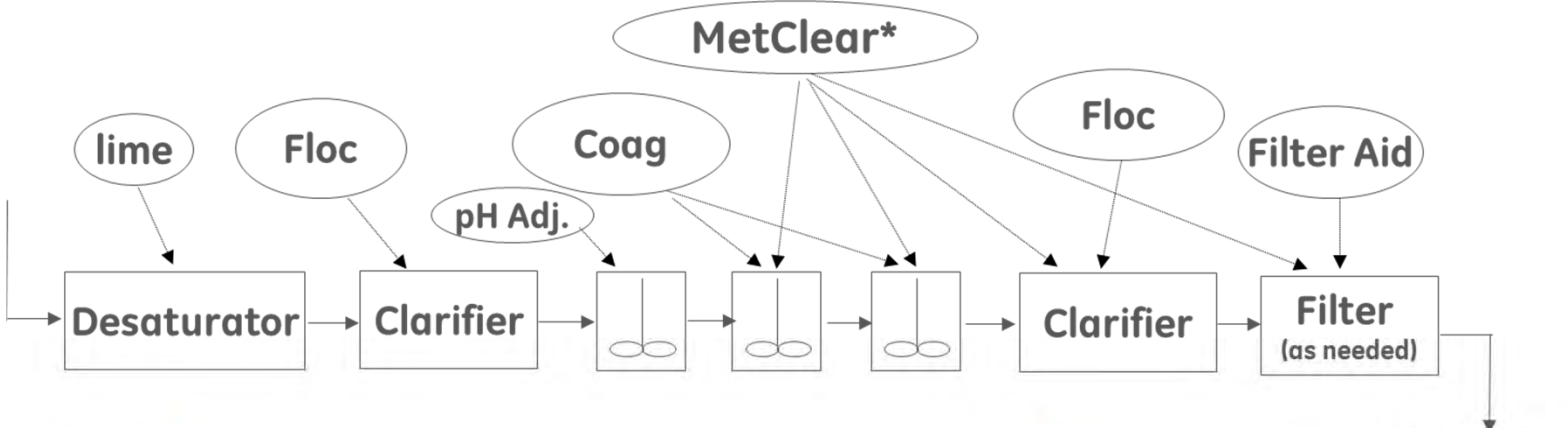 MetClear*
lime
Floc
Coag
Floc
Filter Aid
pH Adj.
Desaturator
Clarifier
Clarifier
Filter
(as needed)